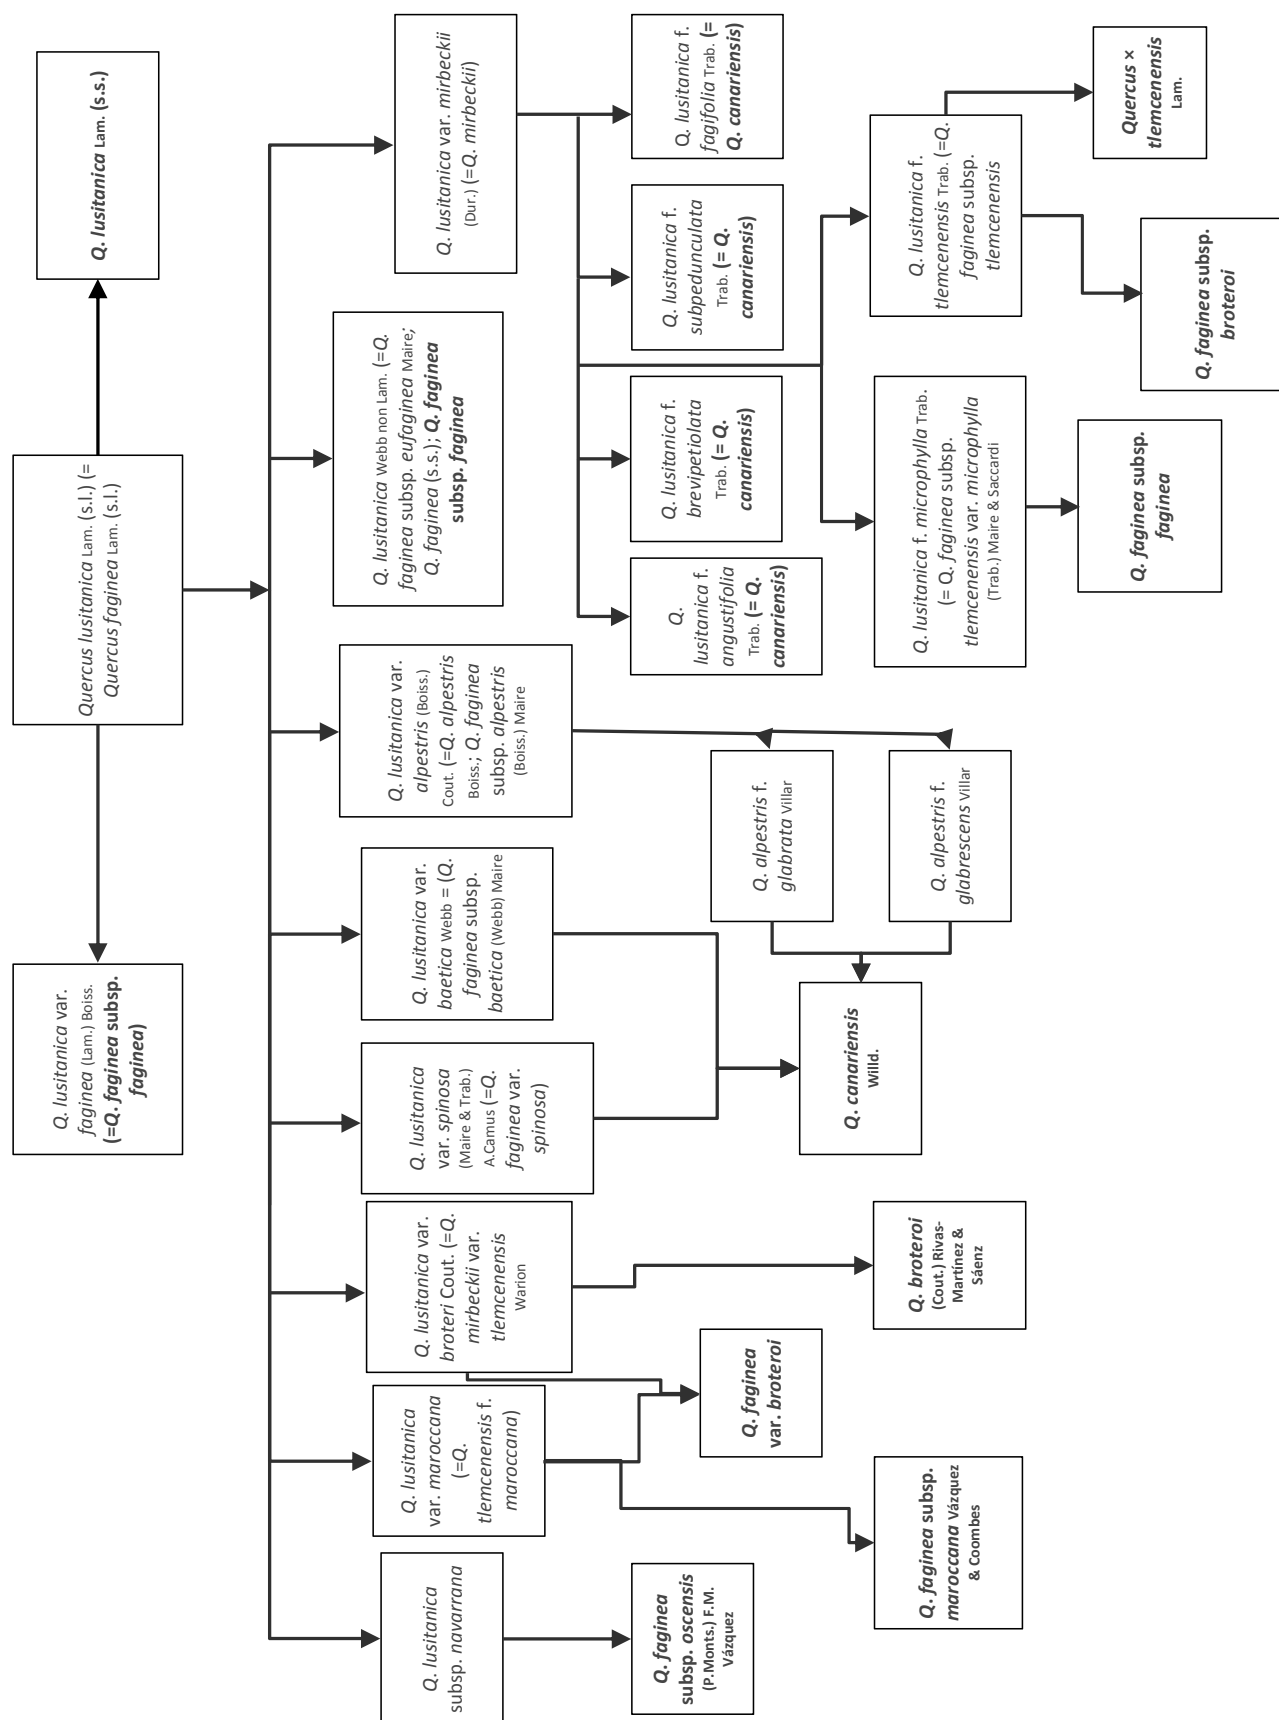 Quercus lusitanica Lam. (s.l.) (=
Quercus faginea Lam. (s.l.)
Q. lusitanica var.
faginea (Lam.) Boiss.
(=Q. faginea subsp.
faginea)
Q. lusitanica Lam. (s.s.)
Q. lusitanica
subsp. navarrana
Q. lusitanica
var. maroccana
(=Q.
tlemcenensis f.
maroccana)
Q. lusitanica var.
broteri Cout. (=Q.
mirbeckii var.
tlemcenensis
Warion
Q. lusitanica
var. spinosa
(Maire & Trab.)
A.Camus (=Q.
faginea var.
spinosa)
Q. lusitanica var.
baetica Webb = (Q.
faginea subsp.
baetica (Webb) Maire
Q. lusitanica var.
alpestris (Boiss.)
Cout. (=Q. alpestris
Boiss.; Q. faginea
subsp. alpestris
(Boiss.) Maire
Q. lusitanica Webb non Lam. (=Q.
faginea subsp. eufaginea Maire;
Q. faginea (s.s.); Q. faginea
subsp. faginea
Q. lusitanica var. mirbeckii
(Dur.) (=Q. mirbeckii)
Q. faginea
subsp. oscensis
(P.Monts.) F.M.
Vázquez
Q. faginea
var. broteroi
Q. alpestris f.
glabrata Villar
Q.
lusitanica f.
angustifolia
Trab. (= Q.
canariensis)
Q. lusitanica f.
brevipetiolata
Trab. (= Q.
canariensis)
Q. lusitanica f.
subpedunculata
Trab. (= Q.
canariensis)
Q. lusitanica f.
fagifolia Trab. (=
Q. canariensis)
Q. faginea subsp.
maroccana Vázquez
& Coombes
Q. broteroi
(Cout.) Rivas-
Martínez &
Sáenz
Q. canariensis
Willd.
Q. alpestris f.
glabrescens Villar
Q. lusitanica f. microphylla Trab.
(= Q. faginea subsp.
tlemcenensis var. microphylla
(Trab.) Maire & Saccardi
Q. lusitanica f.
tlemcenensis Trab. (=Q.
faginea subsp.
tlemcenensis
Q. faginea subsp.
faginea
Q. faginea subsp.
broteroi
Quercus ×
tlemcenensis
Lam.